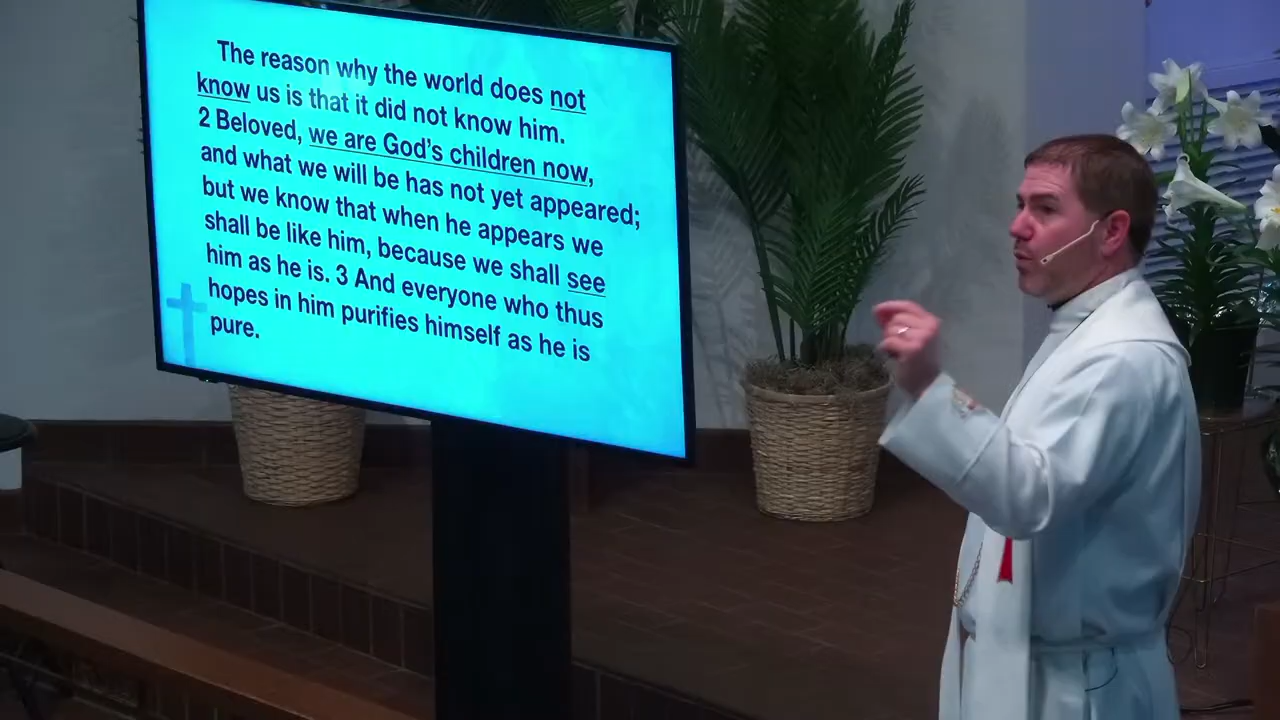 The reason why the world does not
know us is that it did not know him.
2 Beloved, we are God's children now,
and what we will be has not yet appeared;
but we know that when he appears we
shall be like him, because we shall see
him as he is. 3 And everyone who thus
hopes in him purifies himself as he is
pure.